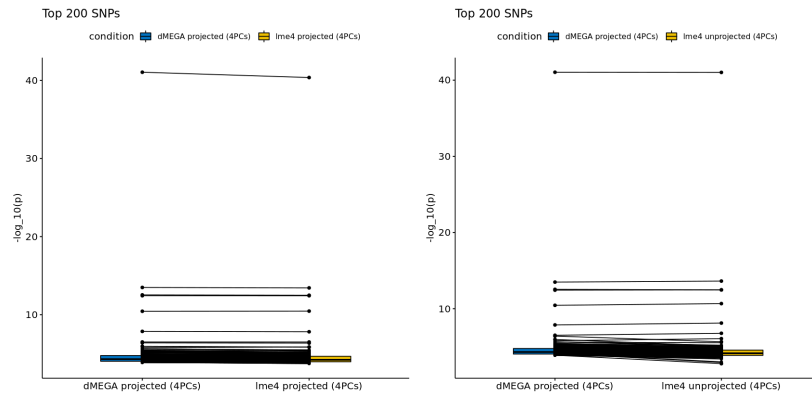 Top 200 SNPs
condition dMEGA projected (4PCs) lme4 projected (4PCs)
-log_10(p)
40
30
20
10
dMEGA projected (4PCs) lme4 projected (4PCs)
Top 200 SNPs
condition dMEGA projected (4PCs) lme4 unprojected (4PCs)
-log_10(p)
40
30
20
10
dMEGA projected (4PCs) lme4 unprojected (4PCs)